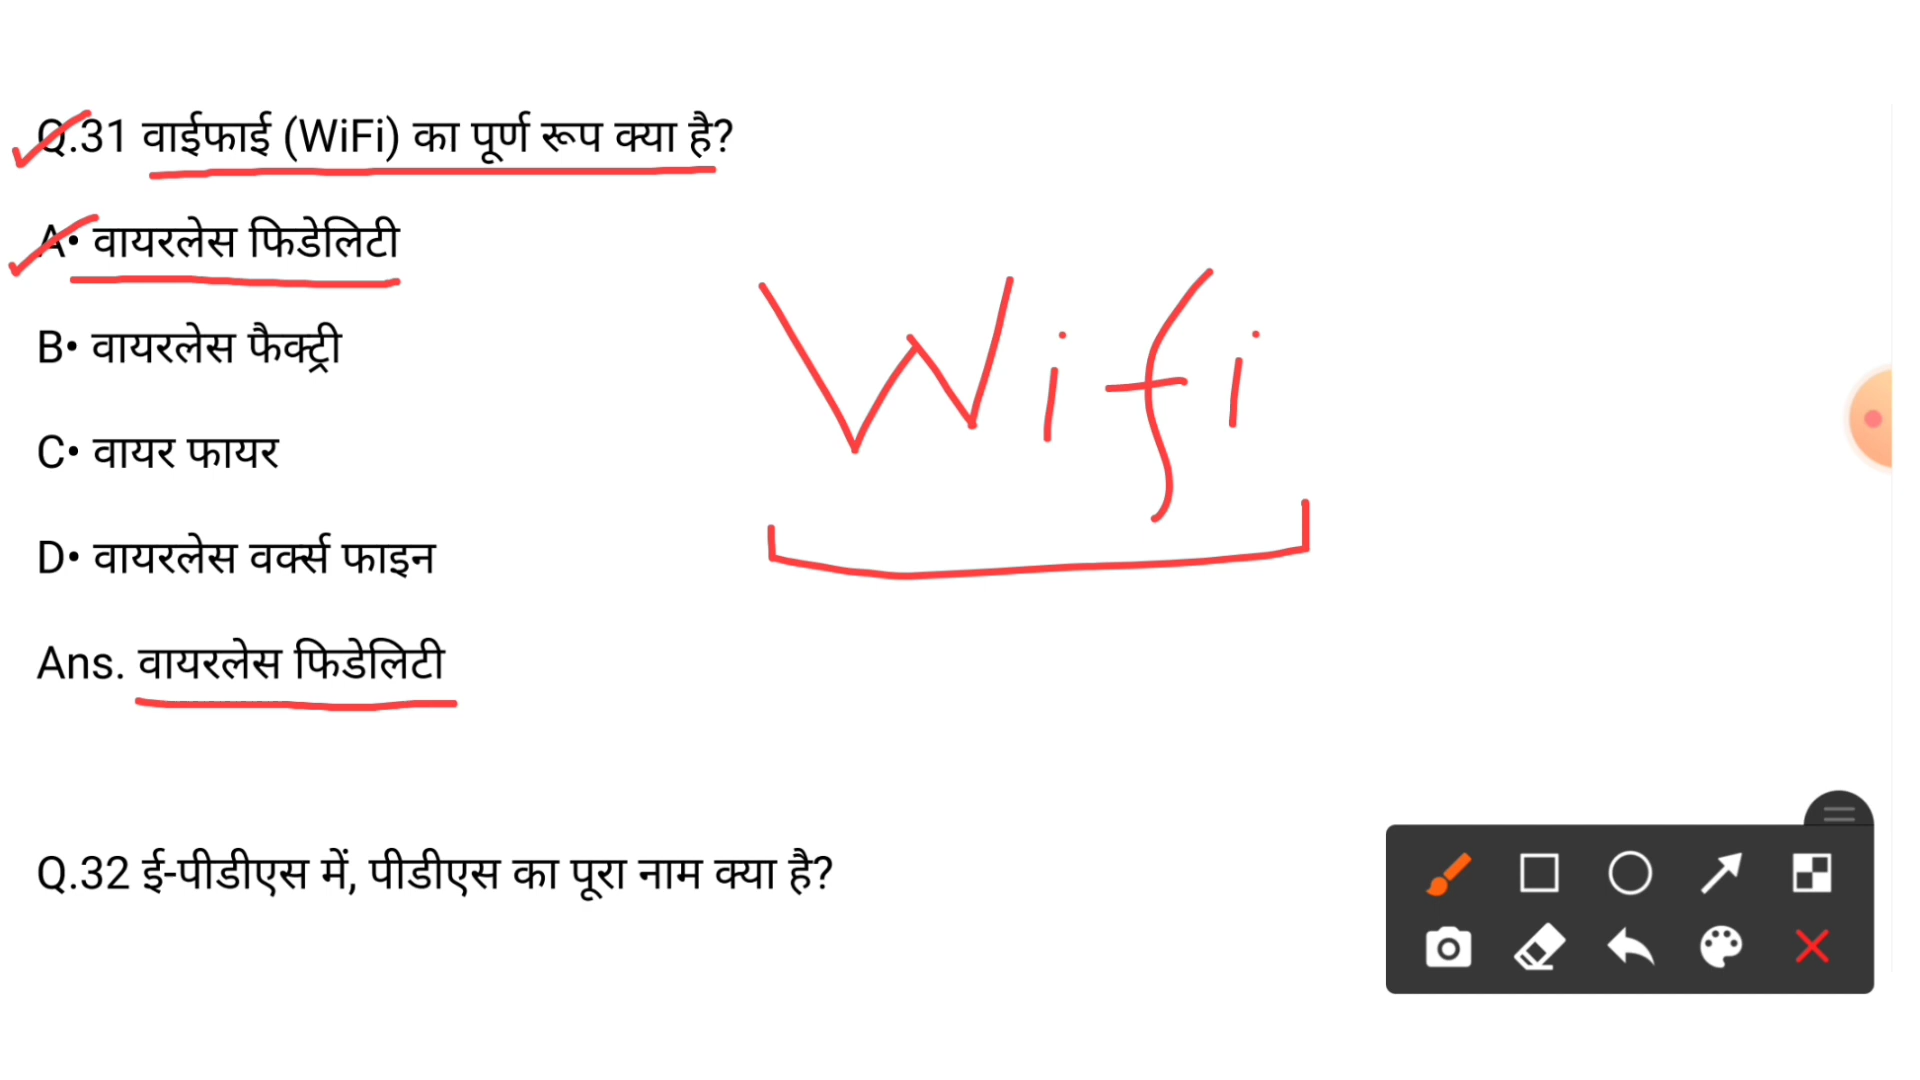 Q.31 वाईफाई (WiFi) का पूर्ण रूप क्या है?
A• वायरलेस फिडेलिटी
B• वायरलेस फैक्ट्री
C• वायर फायर
D• वायरलेस वर्क्स फाइन
Ans. वायरलेस फिडेलिटी
Wifi
Q.32 ई-पीडीएस में, पीडीएस का पूरा नाम क्या है?